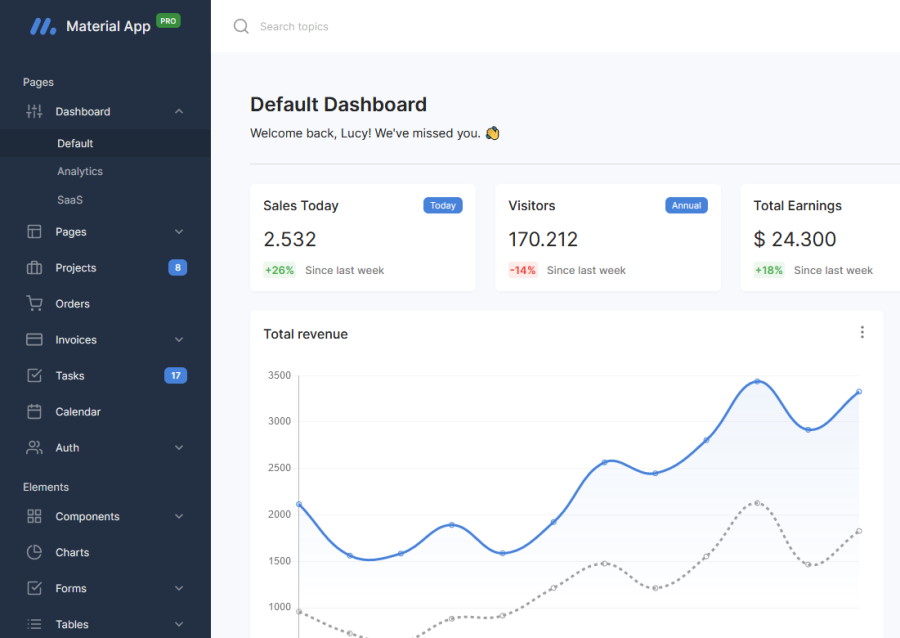 Material App PRO
Search topics
Pages
Dashboard
Default
Analytics
SaaS
Pages
Projects 8
Orders
Invoices
Tasks 17
Calendar
Auth
Elements
Components
Charts
Forms
Tables
Default Dashboard
Welcome back, Lucy! We've missed you. 👋
Sales Today Today
2.532
+26% Since last week
Visitors Annual
170.212
-14% Since last week
Total Earnings
$ 24.300
+18% Since last week
Total revenue
3500
3000
2500
2000
1500
1000